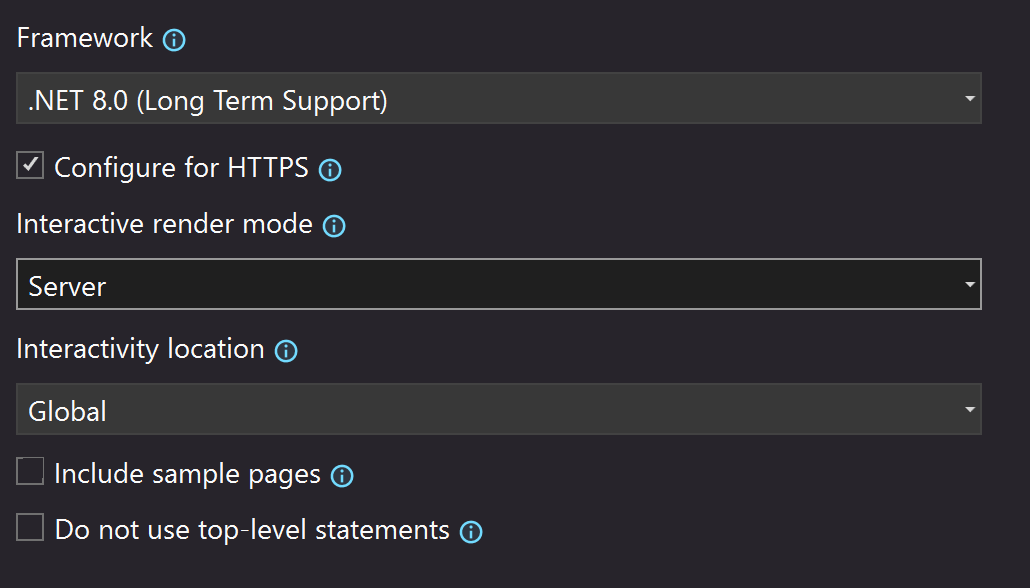 Framework
.NET 8.0 (Long Term Support)
Configure for HTTPS
Interactive render mode
Server
Interactivity location
Global
Include sample pages
Do not use top-level statements